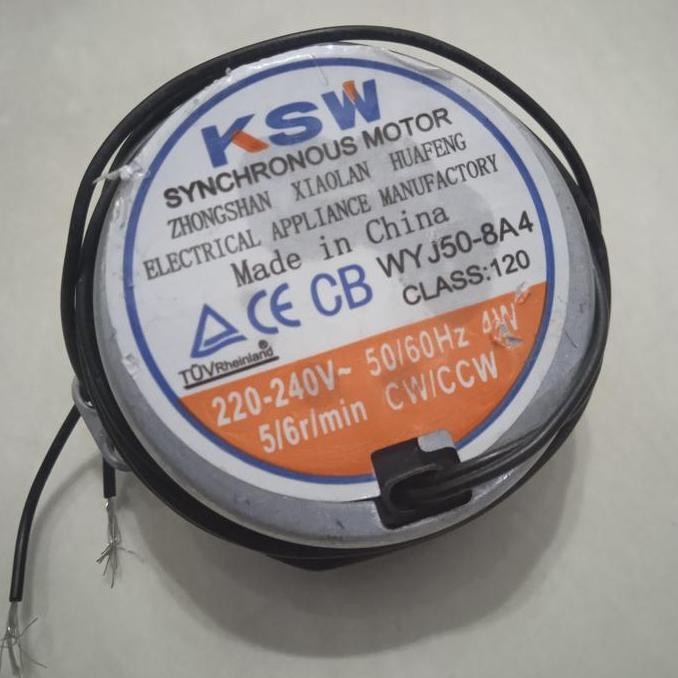 KSW
SYNCHRONOUS MOTOR
ZHONGSHAN XIAOLAN HUAFENG
ELECTRICAL APPLIANCE MANUFACTORY
Made in China
CE CB WYJ50-8A4
CLASS:120
TÜVRheinland®
220-240V~ 50/60Hz 4W
5/6r/min CW/CCW